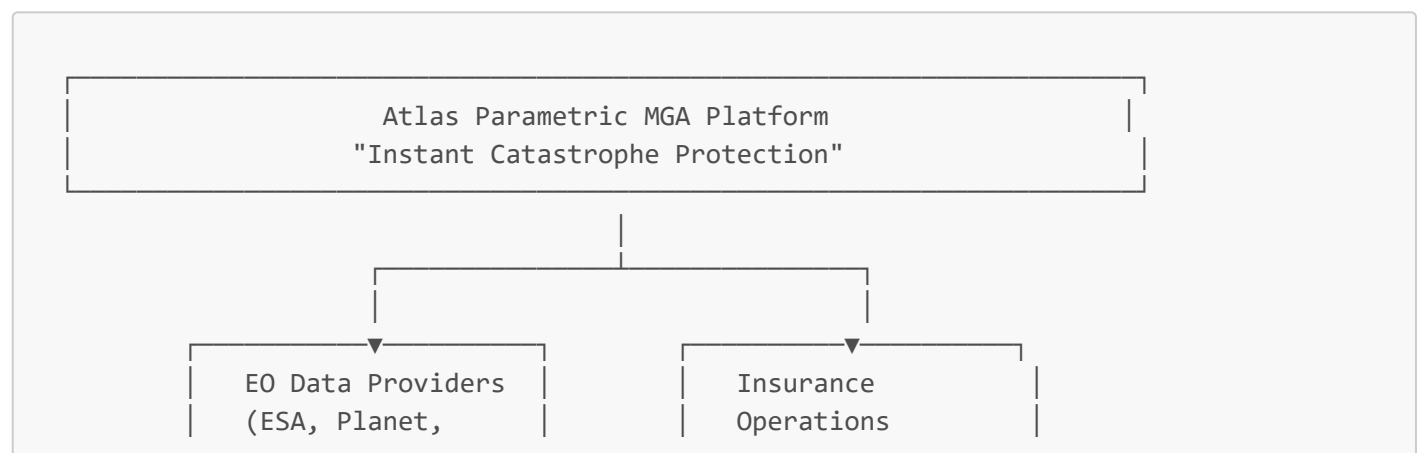 Atlas Parametric MGA Platform
"Instant Catastrophe Protection"
EO Data Providers Insurance
(ESA, Planet, Operations